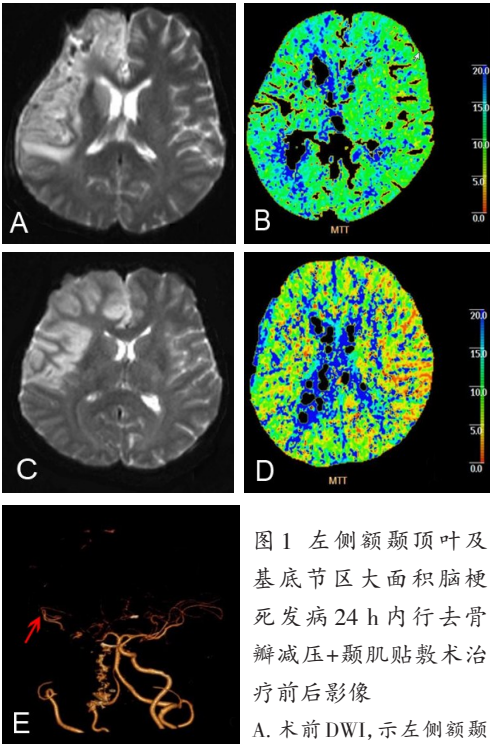 A
B
MTT
20.0
15.0
10.0
5.0
0.0
C
D
MTT
20.0
15.0
10.0
5.0
0.0
E
图1 左侧额颞顶叶及
基底节区大面积脑梗
死发病24 h内行去骨
瓣减压+颞肌贴敷术治
疗前后影像
A. 术前DWI,示左侧额颞